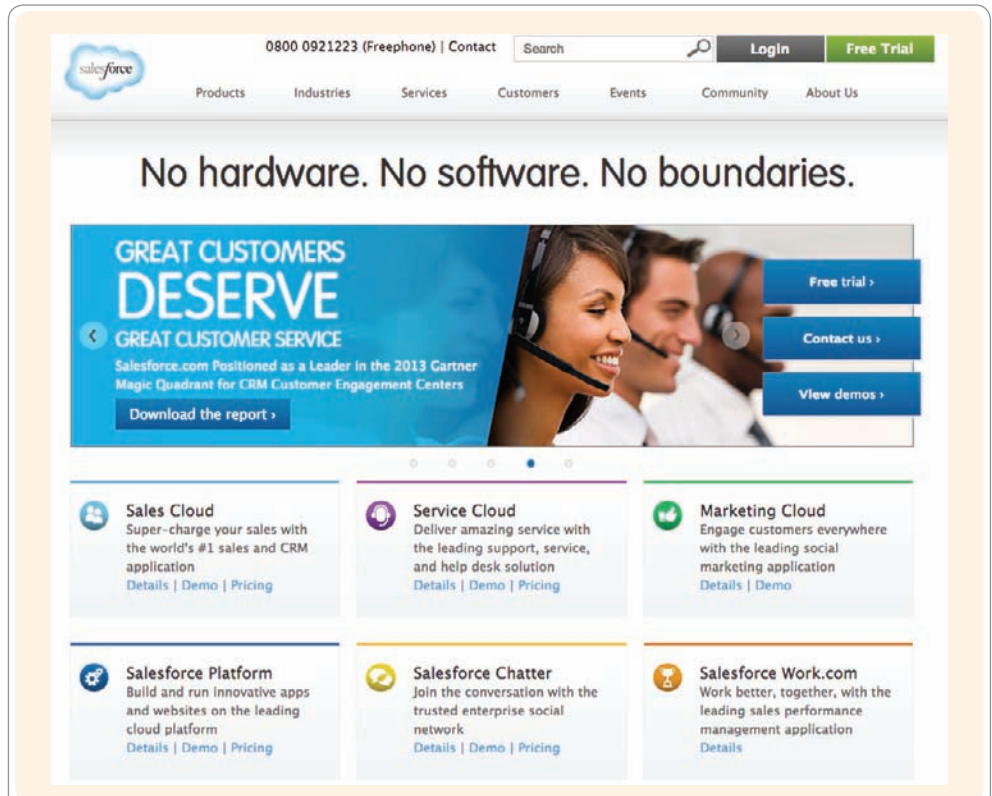 0800 0921223 (Freephone) | Contact
Search
Login
Free Trial
salesforce
Products
Industries
Services
Customers
Events
Community
About Us
No hardware. No software. No boundaries.
GREAT CUSTOMERS
DESERVE
GREAT CUSTOMER SERVICE
Salesforce.com Positioned as a Leader in the 2013 Gartner
Magic Quadrant for CRM Customer Engagement Centers
Download the report ›
Free trial ›
Contact us ›
View demos ›
Sales Cloud
Super-charge your sales with
the world's #1 sales and CRM
application
Details | Demo | Pricing
Service Cloud
Deliver amazing service with
the leading support, service,
and help desk solution
Details | Demo | Pricing
Marketing Cloud
Engage customers everywhere
with the leading social
marketing application
Details | Demo
Salesforce Platform
Build and run innovative apps
and websites on the leading
cloud platform
Details | Demo | Pricing
Salesforce Chatter
Join the conversation with the
trusted enterprise social
network
Details | Demo | Pricing
Salesforce Work.com
Work better, together, with the
leading sales performance
management application
Details